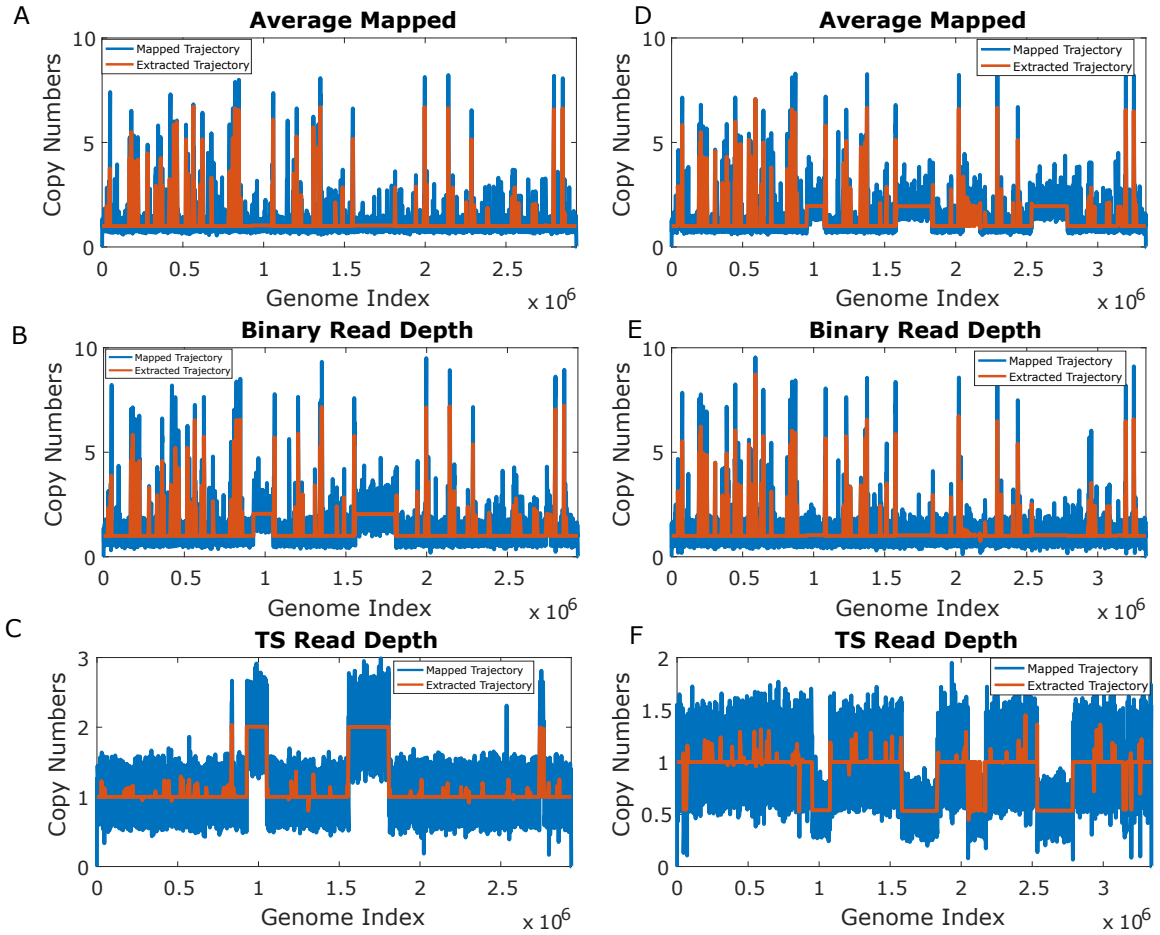 A
Average Mapped
Copy Numbers
10
5
0
Mapped Trajectory
Extracted Trajectory
0 0.5 1 1.5 2 2.5
Genome Index
x 10^6
B
Binary Read Depth
Copy Numbers
10
5
0
Mapped Trajectory
Extracted Trajectory
0 0.5 1 1.5 2 2.5
Genome Index
x 10^6
C
TS Read Depth
Copy Numbers
3
2
1
0
Mapped Trajectory
Extracted Trajectory
0 0.5 1 1.5 2 2.5
Genome Index
x 10^6
D
Average Mapped
Copy Numbers
10
5
0
Mapped Trajectory
Extracted Trajectory
0 0.5 1 1.5 2 2.5 3
Genome Index
x 10^6
E
Binary Read Depth
Copy Numbers
10
5
0
Mapped Trajectory
Extracted Trajectory
0 0.5 1 1.5 2 2.5 3
Genome Index
x 10^6
F
TS Read Depth
Copy Numbers
2
1.5
1
0.5
0
Mapped Trajectory
Extracted Trajectory
0 0.5 1 1.5 2 2.5 3
Genome Index
x 10^6